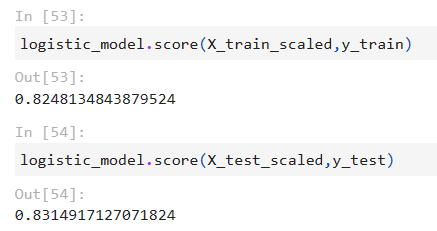 In [53]:
logistic_model.score(X_train_scaled,y_train)
Out[53]:
0.8248134843879524
In [54]:
logistic_model.score(X_test_scaled,y_test)
Out[54]:
0.8314917127071824